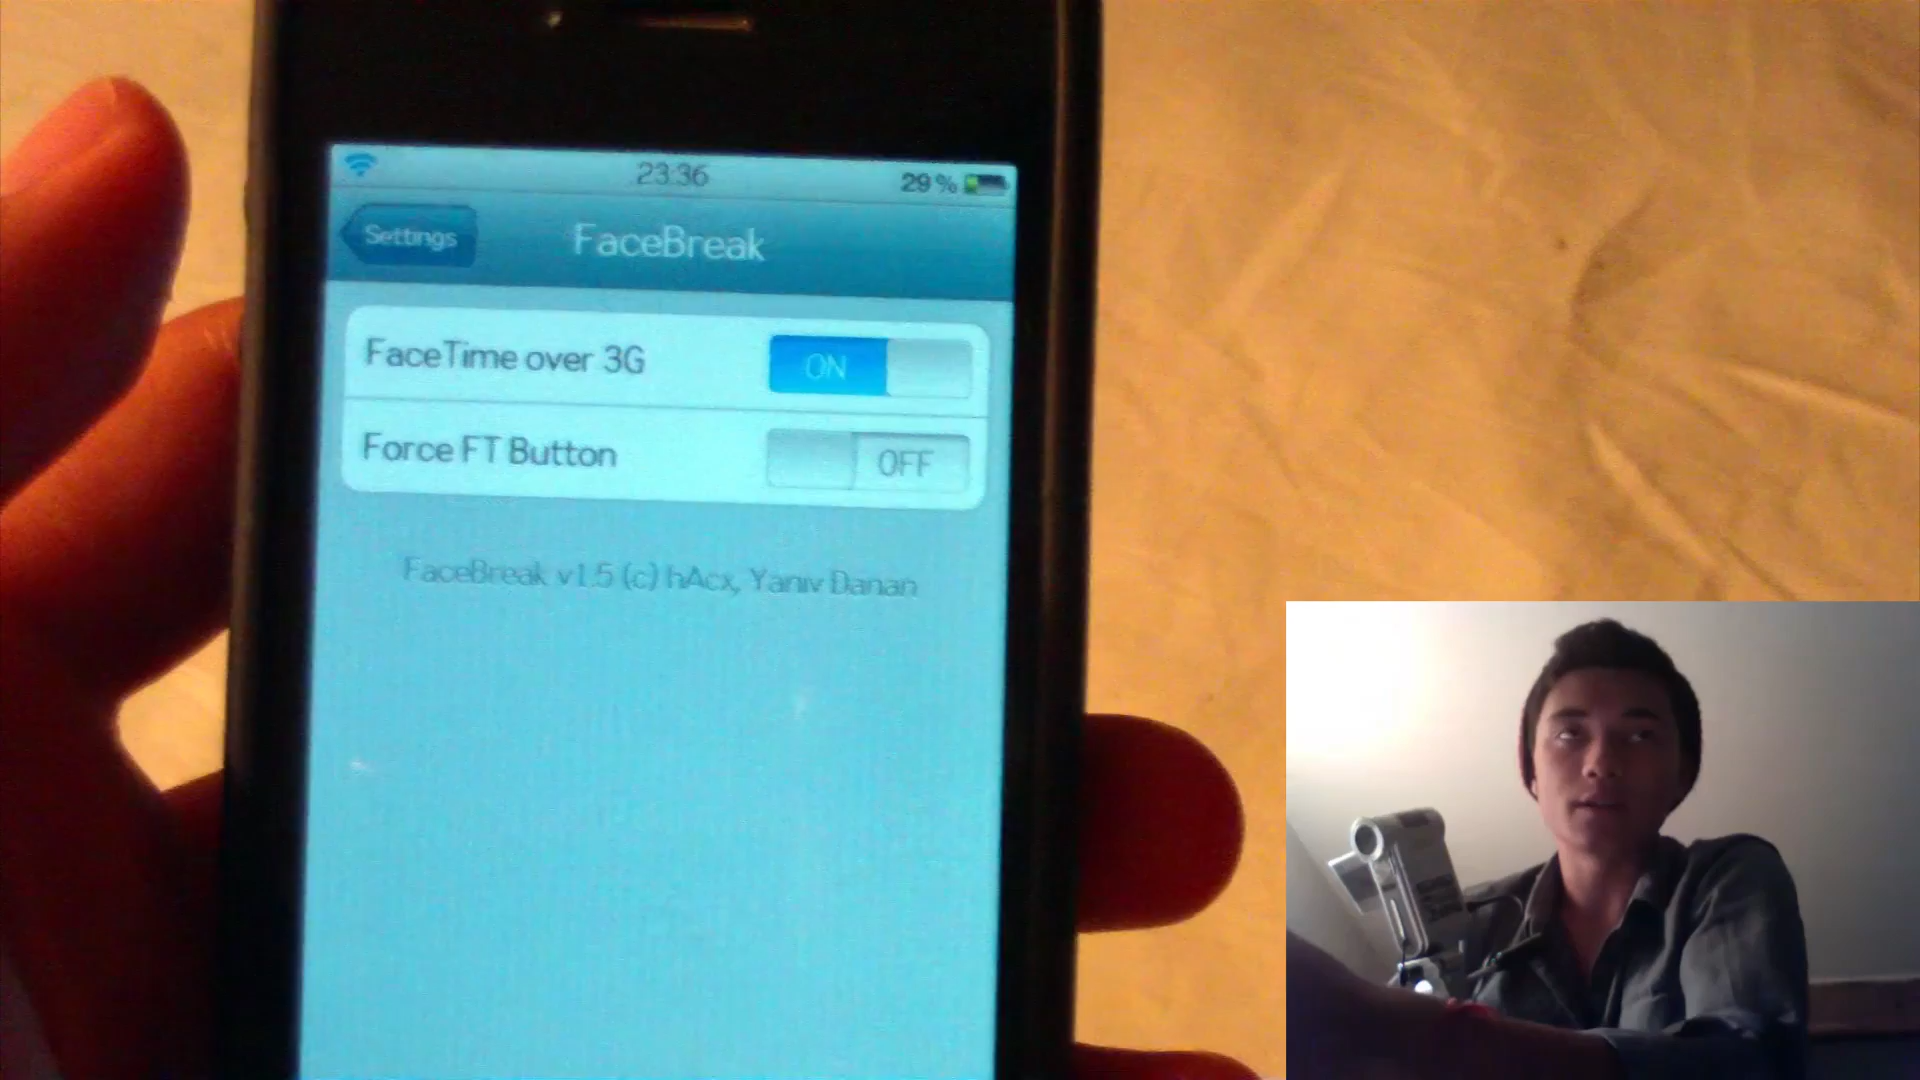 23:36
29 %
Settings
FaceBreak
FaceTime over 3G
ON
Force FT Button
OFF
FaceBreak v1.5 (c) hAcx, Yaniv Danan